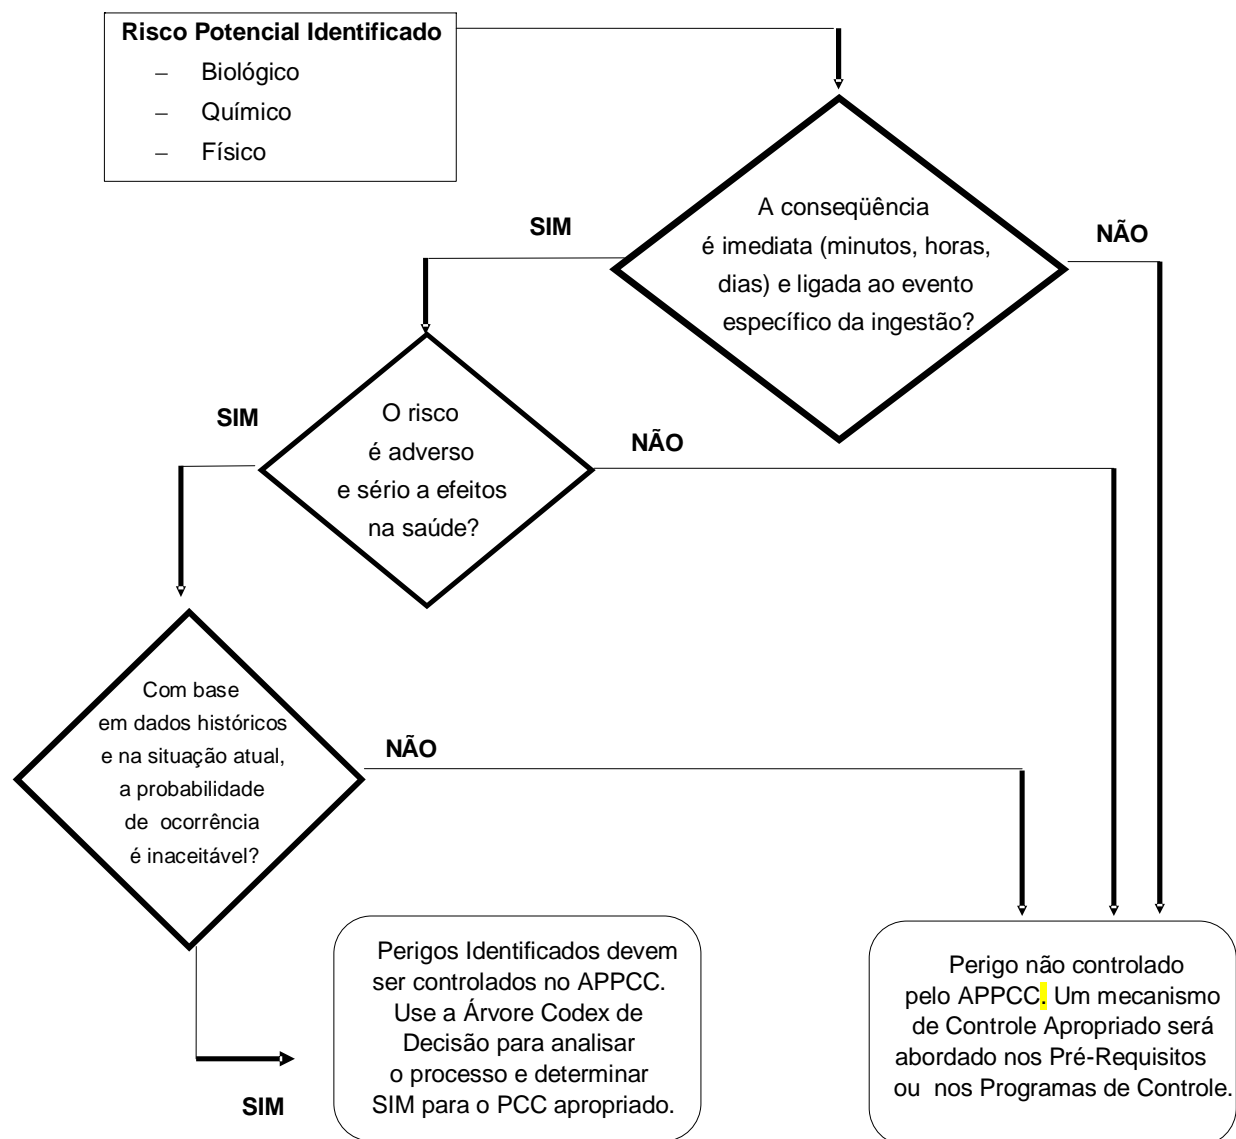 Risco Potencial Identificado
– Biológico
– Químico
– Físico
A conseqüência
é imediata (minutos, horas,
dias) e ligada ao evento
específico da ingestão?
SIM
NÃO
O risco
é adverso
e sério a efeitos
na saúde?
SIM
NÃO
Com base
em dados históricos
e na situação atual,
a probabilidade
de ocorrência
é inaceitável?
NÃO
SIM
Perigos Identificados devem
ser controlados no APPCC.
Use a Árvore Codex de
Decisão para analisar
o processo e determinar
SIM para o PCC apropriado.
Perigo não controlado
pelo APPCC. Um mecanismo
de Controle Apropriado será
abordado nos Pré-Requisitos
ou nos Programas de Controle.